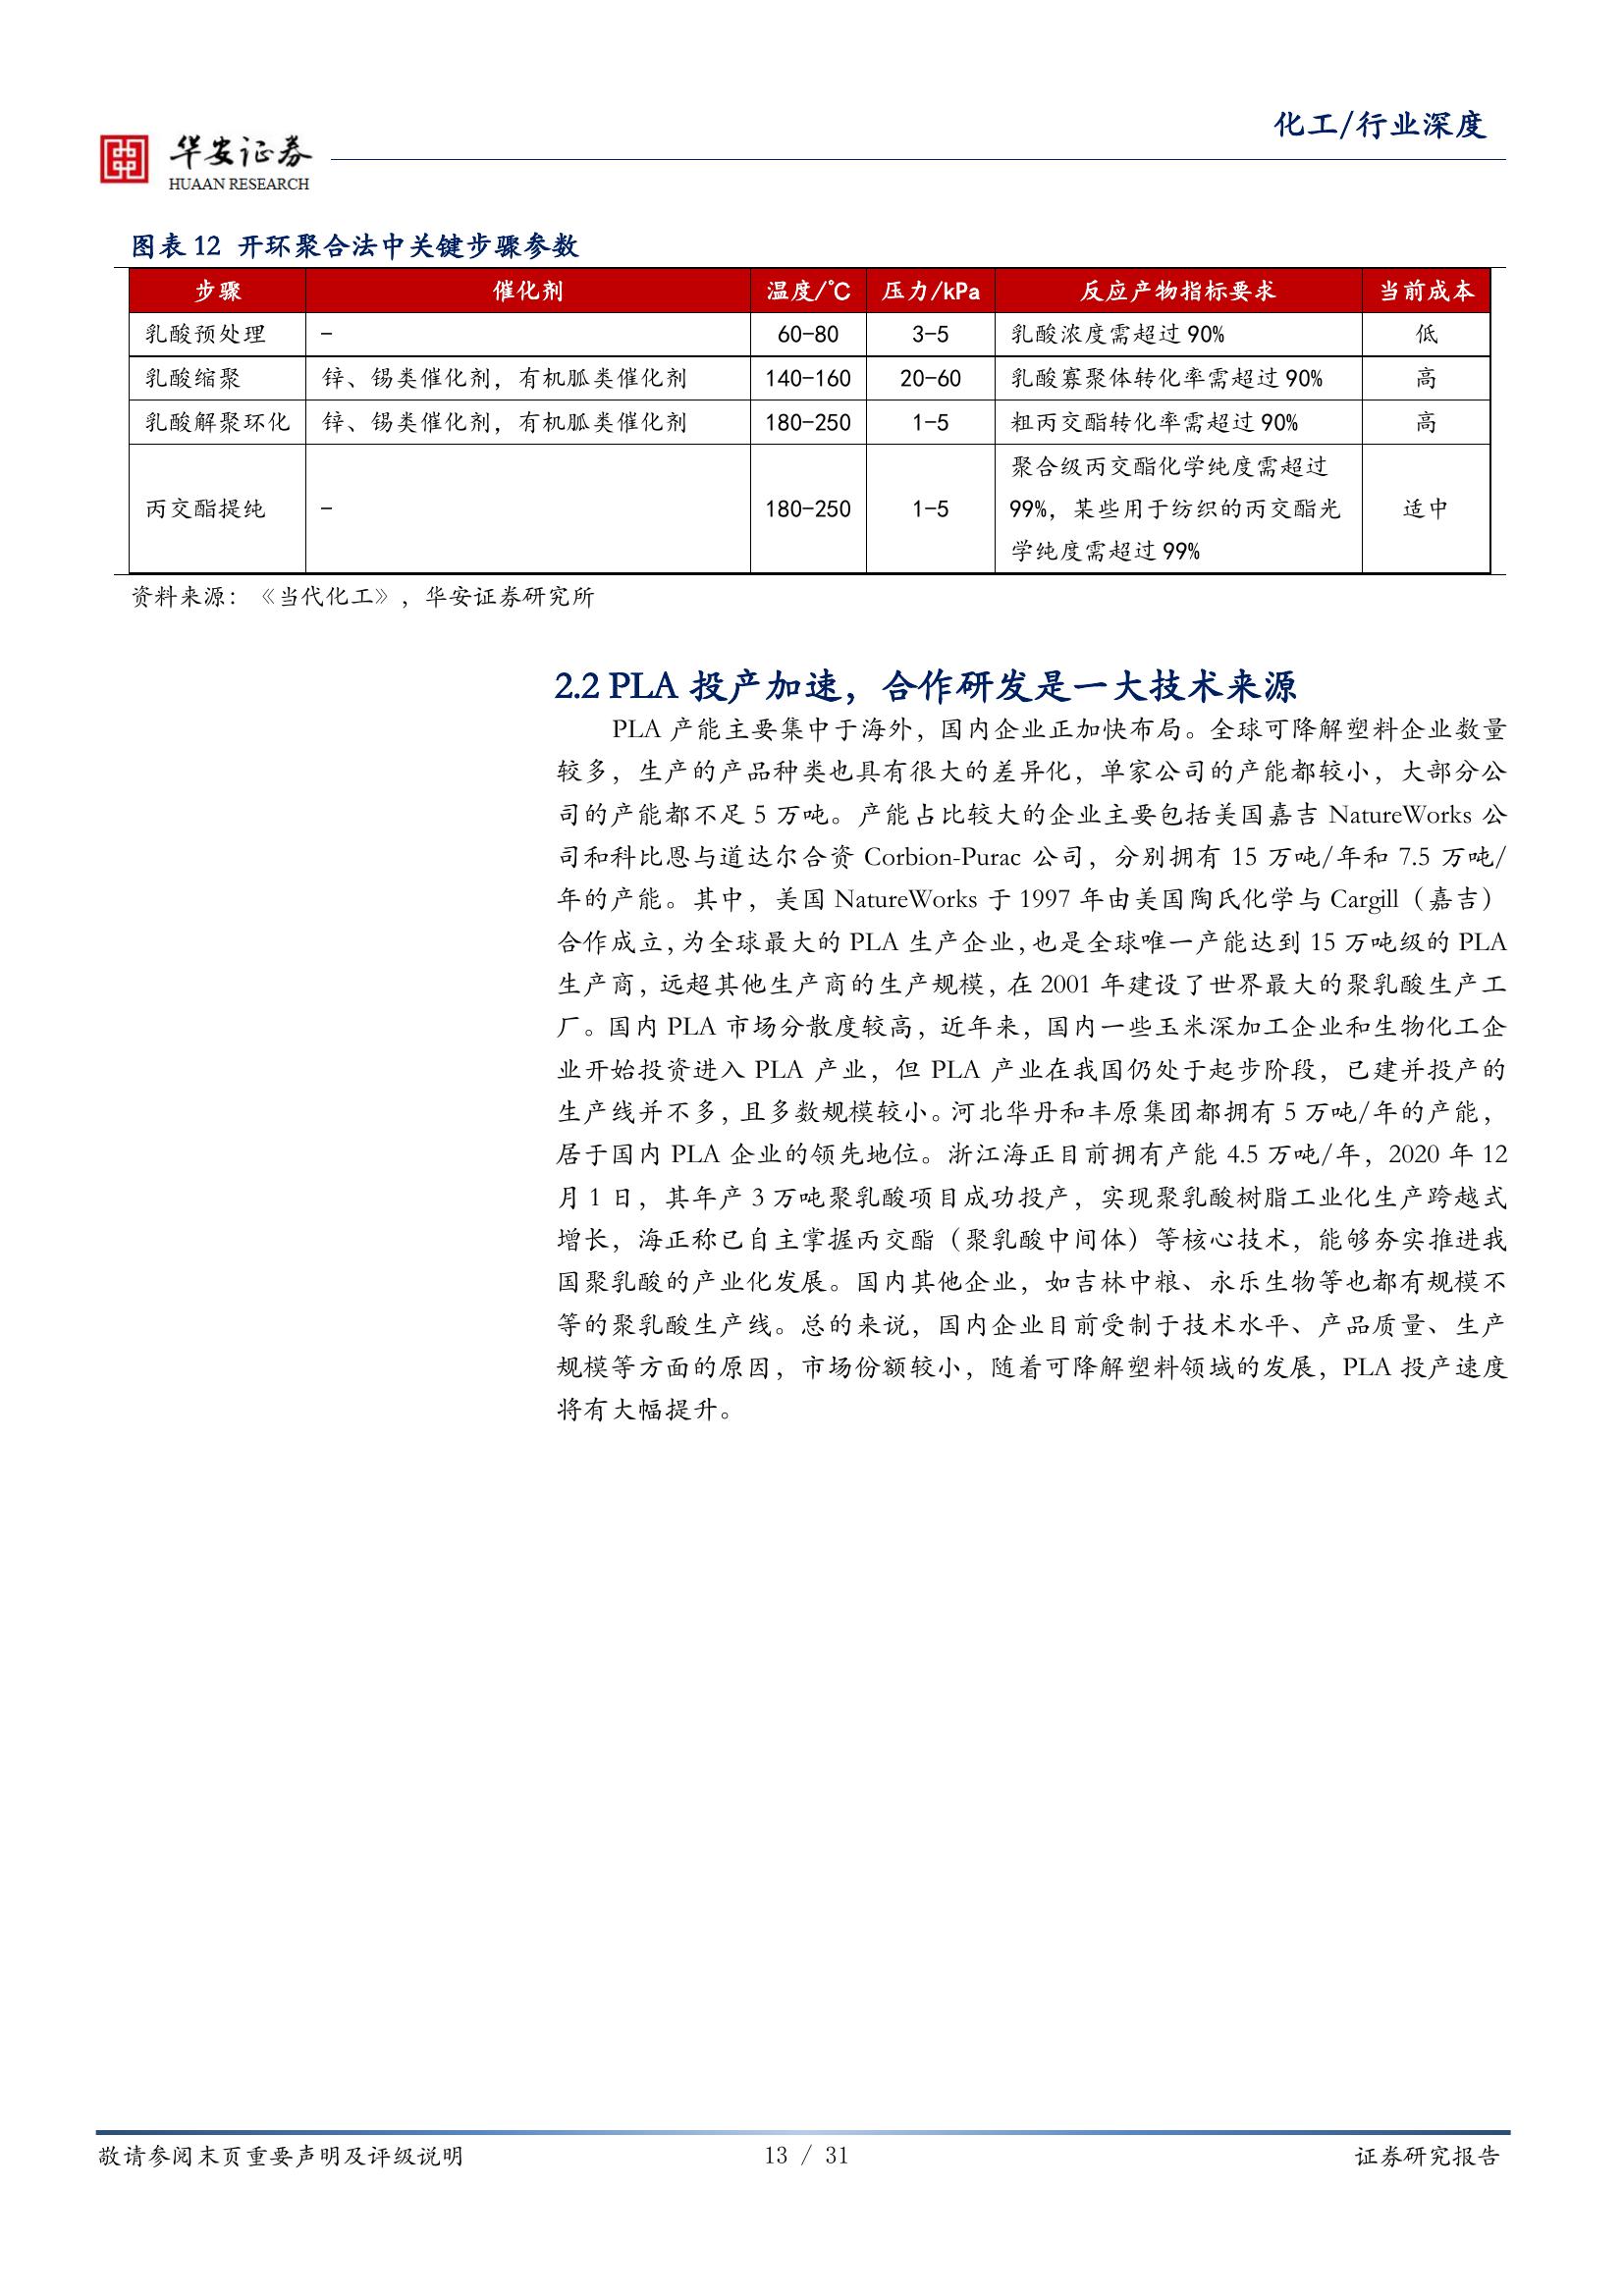 化工/行业深度
华安证券
HUAAN RESEARCH
图表 12 开环聚合法中关键步骤参数
步骤 催化剂 温度/℃ 压力/kPa 反应产物指标要求 当前成本
乳酸预处理 - 60-80 3-5 乳酸浓度需超过 90% 低
乳酸缩聚 锌、锡类催化剂，有机胍类催化剂 140-160 20-60 乳酸寡聚体转化率需超过 90% 高
乳酸解聚环化 锌、锡类催化剂，有机胍类催化剂 180-250 1-5 粗丙交酯转化率需超过 90% 高
丙交酯提纯 - 180-250 1-5 聚合级丙交酯化学纯度需超过
99%，某些用于纺织的丙交酯光
学纯度需超过 99% 适中
资料来源：《当代化工》，华安证券研究所
2.2 PLA 投产加速，合作研发是一大技术来源
PLA 产能主要集中于海外，国内企业正加快布局。全球可降解塑料企业数量
较多，生产的产品种类也具有很大的差异化，单家公司的产能都较小，大部分公
司的产能都不足 5 万吨。产能占比较大的企业主要包括美国嘉吉 NatureWorks 公
司和科比恩与道达尔合资 Corbion-Purac 公司，分别拥有 15 万吨/年和 7.5 万吨/
年的产能。其中，美国 NatureWorks 于 1997 年由美国陶氏化学与 Cargill（嘉吉）
合作成立，为全球最大的 PLA 生产企业，也是全球唯一产能达到 15 万吨级的 PLA
生产商，远超其他生产商的生产规模，在 2001 年建设了世界最大的聚乳酸生产工
厂。国内 PLA 市场分散度较高，近年来，国内一些玉米深加工企业和生物化工企
业开始投资进入 PLA 产业，但 PLA 产业在我国仍处于起步阶段，已建并投产的
生产线并不多，且多数规模较小。河北华丹和丰原集团都拥有 5 万吨/年的产能，
居于国内 PLA 企业的领先地位。浙江海正目前拥有产能 4.5 万吨/年，2020 年 12
月 1 日，其年产 3 万吨聚乳酸项目成功投产，实现聚乳酸树脂工业化生产跨越式
增长，海正称已自主掌握丙交酯（聚乳酸中间体）等核心技术，能够夯实推进我
国聚乳酸的产业化发展。国内其他企业，如吉林中粮、永乐生物等也都有规模不
等的聚乳酸生产线。总的来说，国内企业目前受制于技术水平、产品质量、生产
规模等方面的原因，市场份额较小，随着可降解塑料领域的发展，PLA 投产速度
将有大幅提升。
敬请参阅末页重要声明及评级说明 13 / 31 证券研究报告